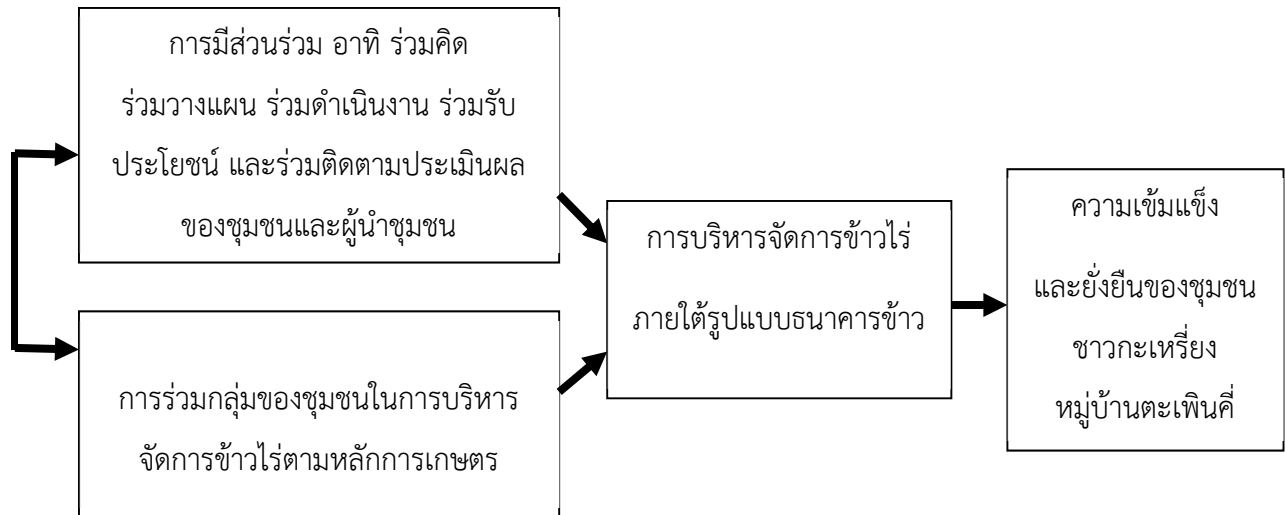 การมีส่วนร่วม อาทิ ร่วมคิด
ร่วมวางแผน ร่วมดำเนินงาน ร่วมรับ
ประโยชน์ และร่วมติดตามประเมินผล
ของชุมชนและผู้นำชุมชน
การร่วมกลุ่มของชุมชนในการบริหาร
จัดการข้าวไร่ตามหลักการเกษตร
การบริหารจัดการข้าวไร่
ภายใต้รูปแบบธนาคารข้าว
ความเข้มแข็ง
และยั่งยืนของชุมชน
ชาวกะเหรี่ยง
หมู่บ้านตะเพินคี่